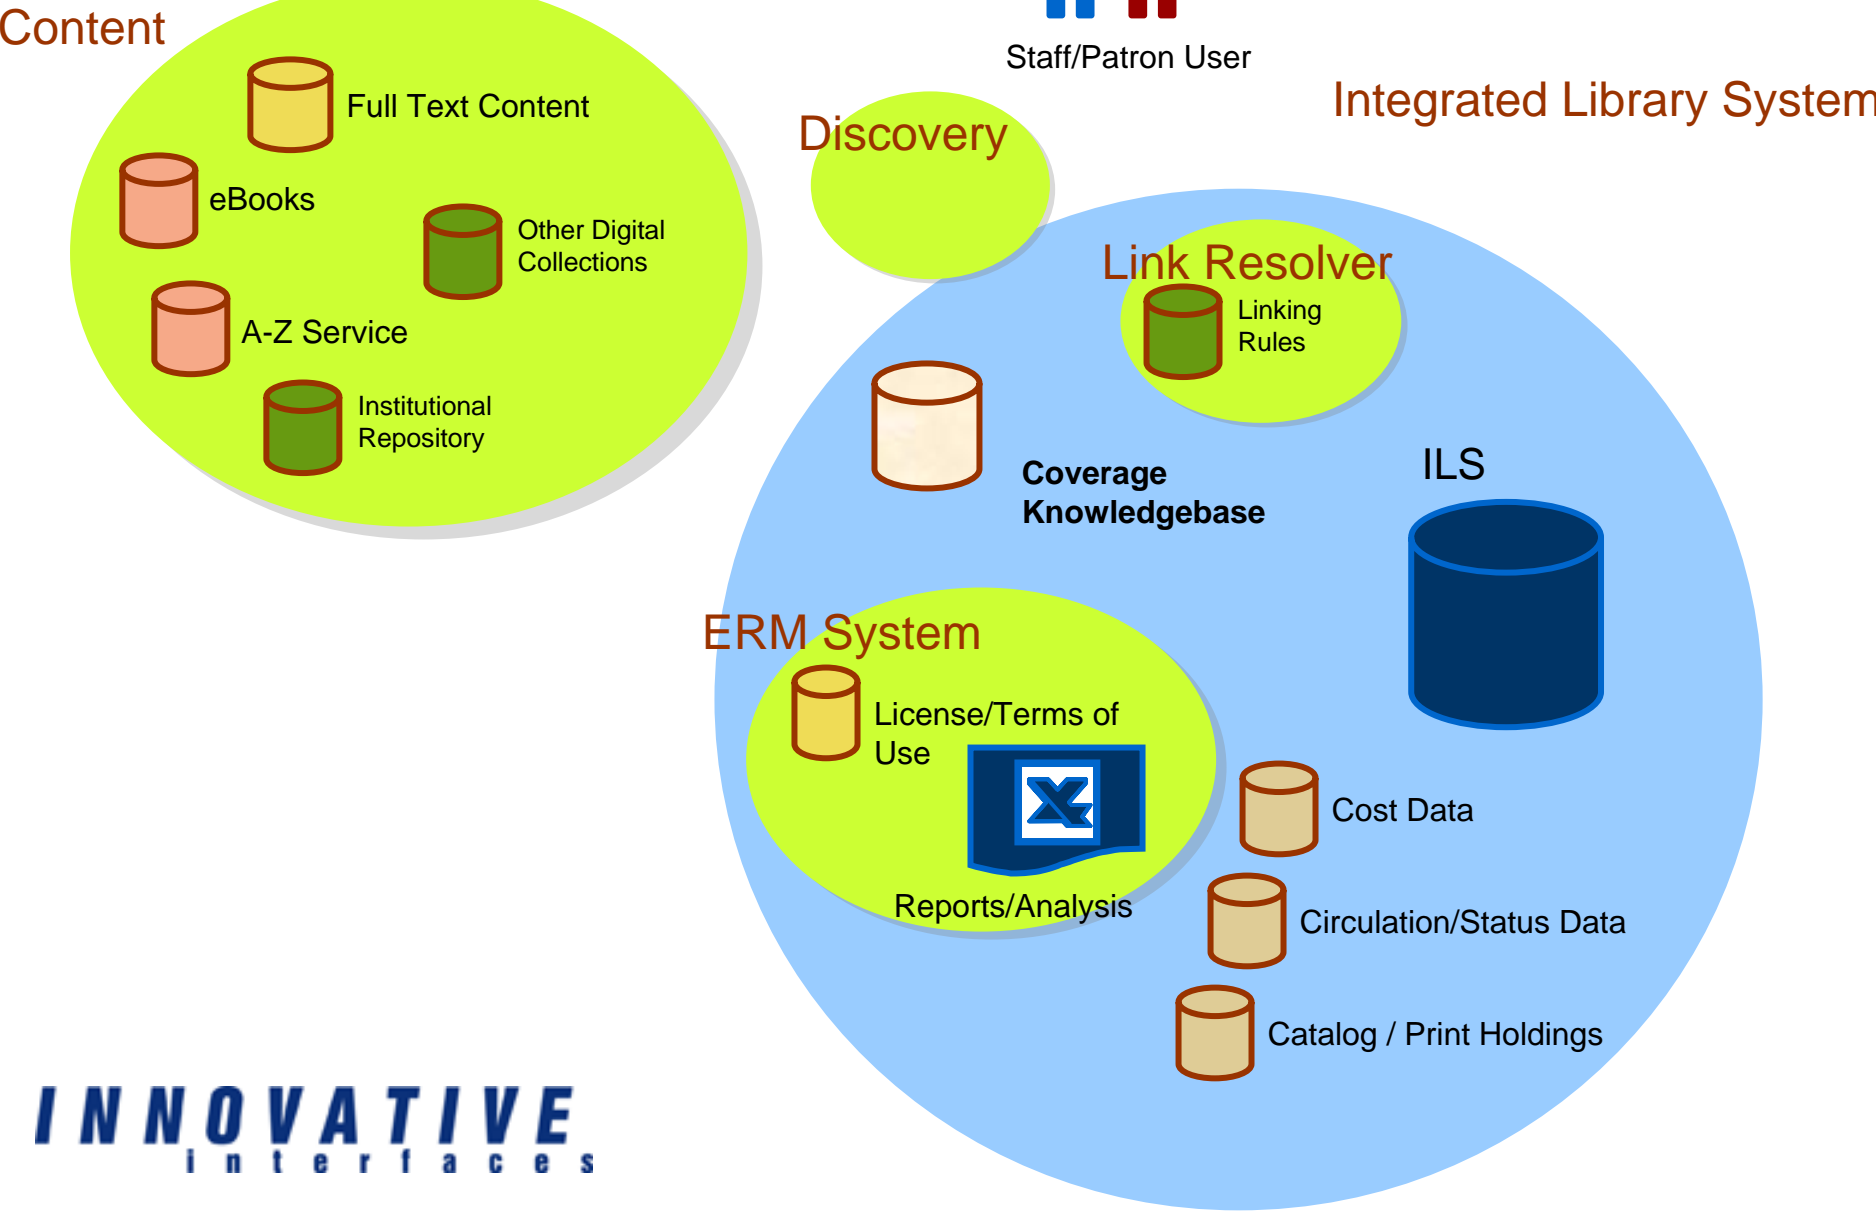 Content
Staff/Patron User
Integrated Library System
Full Text Content
Discovery
eBooks
Other Digital
Collections
Link Resolver
Linking
Rules
A-Z Service
Institutional
Repository
Coverage
Knowledgebase
ILS
ERM System
License/Terms of
Use
Cost Data
Reports/Analysis
Circulation/Status Data
Catalog / Print Holdings
INNOVATIVE
interfaces